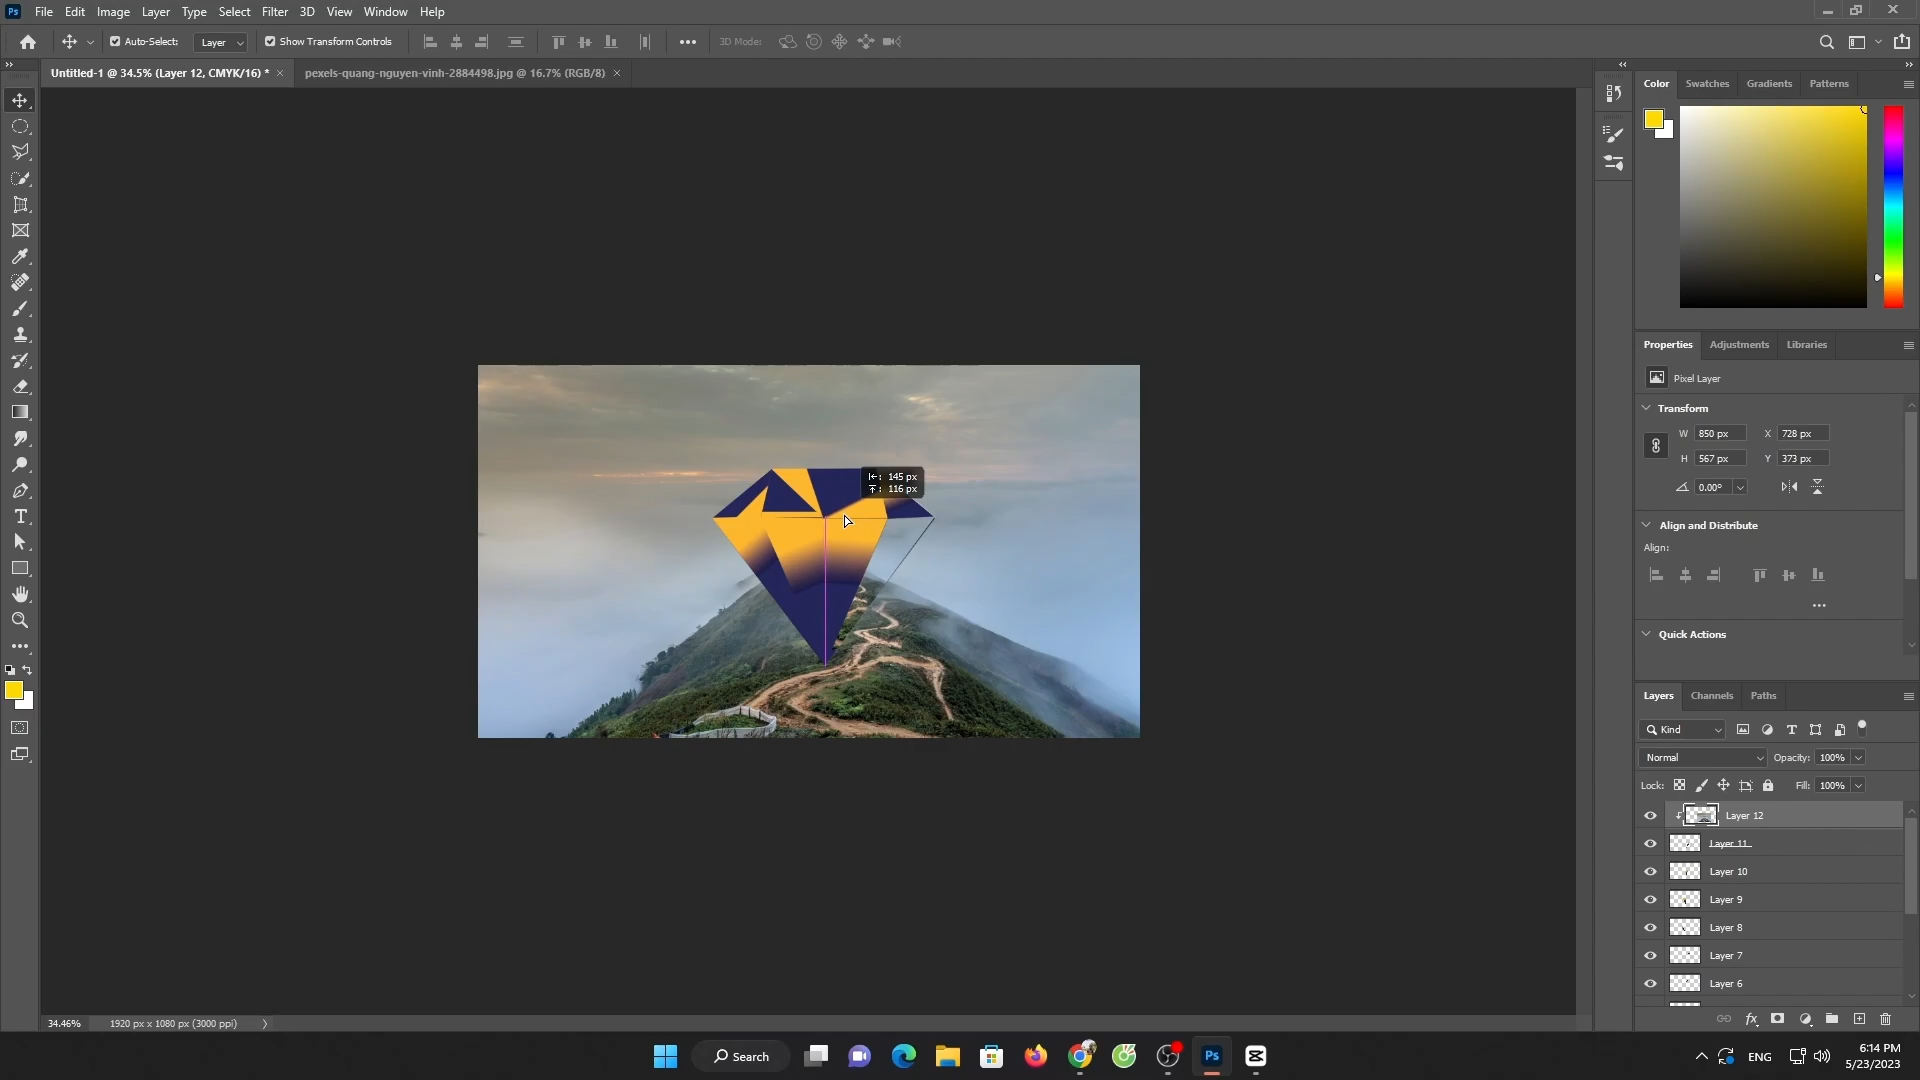 Ps File Edit Image Layer Type Select Filter 3D View Window Help
Auto-Select: Layer Show Transform Controls 3D Mode:
Untitled-1 @ 34.5% (Layer 12, CMYK/16) * × pexels-quang-nguyen-vinh-2884498.jpg @ 16.7% (RGB/8) ×
Color Swatches Gradients Patterns
Properties Adjustments Libraries
Pixel Layer
Transform
W 850 px X 728 px
H 567 px Y 373 px
0.00°
145 px
116 px
Align and Distribute
Align:
Quick Actions
Layers Channels Paths
Kind
Normal Opacity: 100%
Lock: Fill: 100%
Layer 12
Layer 11
Layer 10
Layer 9
Layer 8
Layer 7
Layer 6
34.46% 1920 px x 1080 px (3000 ppi)
Search
Ps
ENG
6:14 PM
5/23/2023